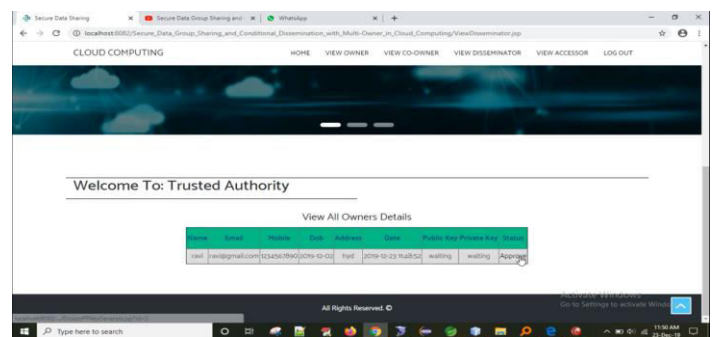 Secure Data Sharing
Secure Data Group Sharing and
WhatsApp
localhost:8082/Secure_Data_Group_Sharing_and_Conditional_Dissemination_with_Multi-Owner_in_Cloud_Computing/ViewDisseminator.jsp
CLOUD COMPUTING HOME VIEW OWNER VIEW CO-OWNER VIEW DISSEMINATOR VIEW ACCESSOR LOG OUT
Welcome To: Trusted Authority
View All Owners Details
Name Email Mobile Dob Address Date Public Key Private Key Status
ravi ravi@gmail.com 1234567890 2019-12-02 hyd 2019-12-23 11:48:52 waiting waiting Approve
Activate Windows
Go to Settings to activate Windo
All Rights Reserved. ©
Type here to search
11:50 AM
23-Dec-19